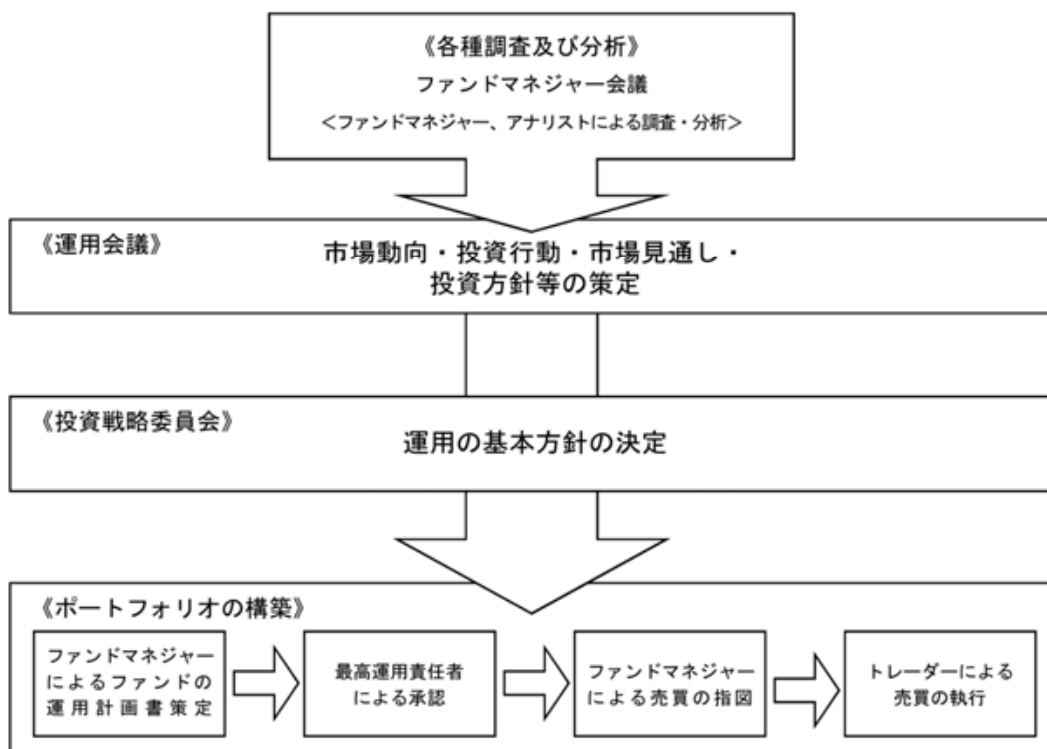 《各種調査及び分析》
ファンドマネジャー会議
＜ファンドマネジャー、アナリストによる調査・分析＞
《運用会議》
市場動向・投資行動・市場見通し・
投資方針等の策定
《投資戦略委員会》
運用の基本方針の決定
《ポートフォリオの構築》
ファンドマネジャー
によるファンドの
運用計画書策定
最高運用責任者
による承認
ファンドマネジャー
による売買の指図
トレーダーによる
売買の執行